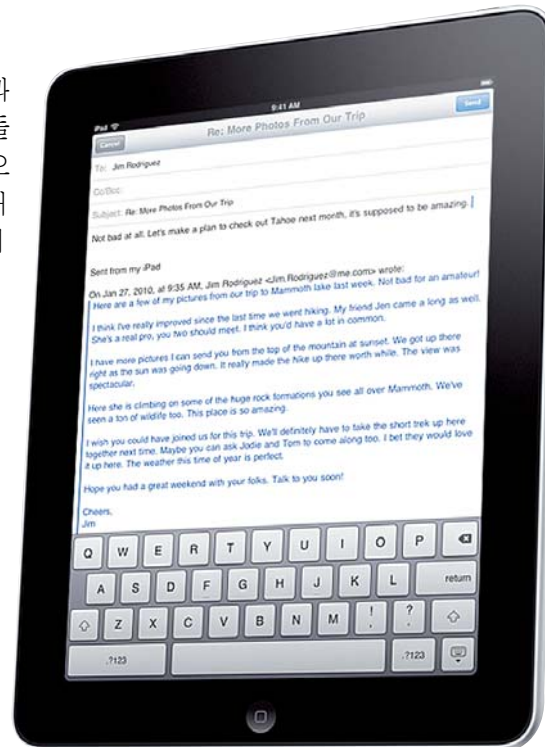 과
들
으
iPad
9:41 AM
Cancel
Re: More Photos From Our Trip
Send
To: Jim Rodriguez
Cc/Bcc:
Subject: Re: More Photos From Our Trip
Not bad at all. Let's make a plan to check out Tahoe next month, it's supposed to be amazing.
Sent from my iPad
On Jan 27, 2010, at 9:35 AM, Jim Rodriguez <Jim.Rodriguez@me.com> wrote:
Here are a few of my pictures from our trip to Mammoth lake last week. Not bad for an amateur!
I think I've really improved since the last time we went hiking. My friend Jen came a long as well.
She's a real pro, you two should meet. I think you'd have a lot in common.
I have more pictures I can send you from the top of the mountain at sunset. We got up there
right as the sun was going down. It really made the hike up there worth while. The view was
spectacular.
Here she is climbing on some of the huge rock formations you see all over Mammoth. We've
seen a ton of wildlife too. This place is so amazing.
I wish you could have joined us for this trip. We'll definitely have to take the short trek up here
together next time. Maybe you can ask Jodie and Tom to come along too. I bet they would love
it up here. The weather this time of year is perfect.
Hope you had a great weekend with your folks. Talk to you soon!
Cheers,
Jim
Q W E R T Y U I O P
A S D F G H J K L return
Z X C V B N M ! , ? .
.?123 .?123